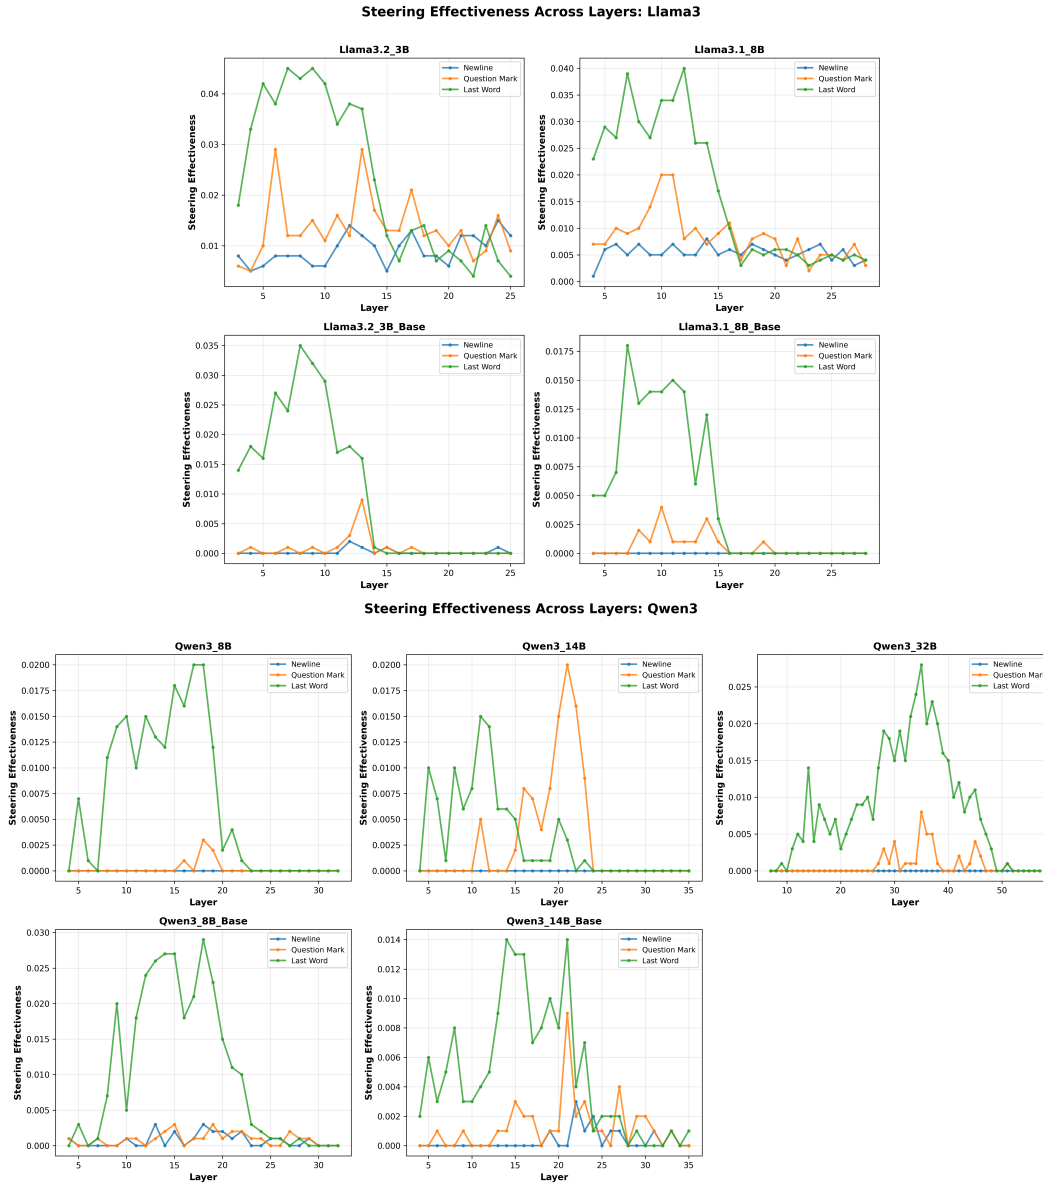 Steering Effectiveness Across Layers: Llama3
Llama3.2_3B
Steering Effectiveness
0.04
0.03
0.02
0.01
Newline
Question Mark
Last Word
5 10 15 20 25
Layer
Llama3.1_8B
Steering Effectiveness
0.040
0.035
0.030
0.025
0.020
0.015
0.010
0.005
0.000
Newline
Question Mark
Last Word
5 10 15 20 25
Layer
Llama3.2_3B_Base
Steering Effectiveness
0.035
0.030
0.025
0.020
0.015
0.010
0.005
0.000
Newline
Question Mark
Last Word
5 10 15 20 25
Layer
Llama3.1_8B_Base
Steering Effectiveness
0.0175
0.0150
0.0125
0.0100
0.0075
0.0050
0.0025
0.0000
Newline
Question Mark
Last Word
5 10 15 20 25
Layer
Steering Effectiveness Across Layers: Qwen3
Qwen3_8B
Steering Effectiveness
0.0200
0.0175
0.0150
0.0125
0.0100
0.0075
0.0050
0.0025
0.0000
Newline
Question Mark
Last Word
5 10 15 20 25 30
Layer
Qwen3_14B
Steering Effectiveness
0.0200
0.0175
0.0150
0.0125
0.0100
0.0075
0.0050
0.0025
0.0000
Newline
Question Mark
Last Word
5 10 15 20 25 30 35
Layer
Qwen3_32B
Steering Effectiveness
0.025
0.020
0.015
0.010
0.005
0.000
Newline
Question Mar
Last Word
10 20 30 40 50
Layer
Qwen3_8B_Base
Steering Effectiveness
0.030
0.025
0.020
0.015
0.010
0.005
0.000
Newline
Question Mark
Last Word
5 10 15 20 25 30
Layer
Qwen3_14B_Base
Steering Effectiveness
0.014
0.012
0.010
0.008
0.006
0.004
0.002
0.000
Newline
Question Mark
Last Word
5 10 15 20 25 30 35
Layer